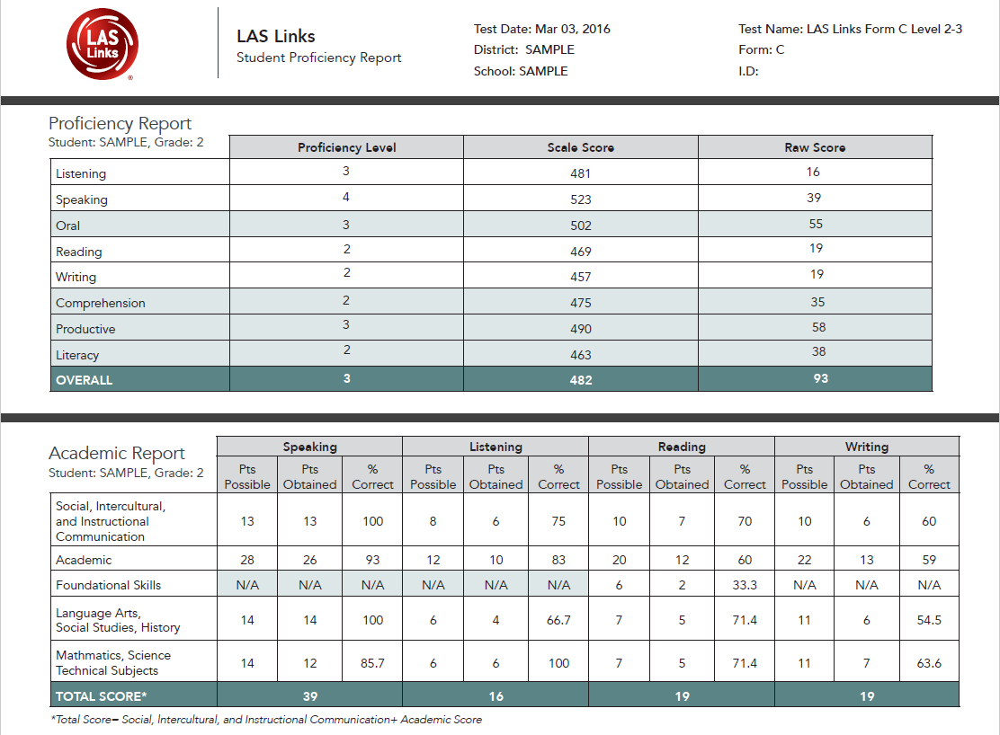 LAS
Links
®
LAS Links
Student Proficiency Report
Test Date: Mar 03, 2016
District: SAMPLE
School: SAMPLE
Test Name: LAS Links Form C Level 2-3
Form: C
I.D:
Proficiency Report
Student: SAMPLE, Grade: 2
Proficiency Level Scale Score Raw Score
Listening 3 481 16
Speaking 4 523 39
Oral 3 502 55
Reading 2 469 19
Writing 2 457 19
Comprehension 2 475 35
Productive 3 490 58
Literacy 2 463 38
OVERALL 3 482 93
Academic Report
Student: SAMPLE, Grade: 2
Speaking Listening Reading Writing
Pts Pts % Pts Pts % Pts Pts % Pts Pts %
Possible Obtained Correct Possible Obtained Correct Possible Obtained Correct Possible Obtained Correct
Social, Intercultural,
and Instructional 13 13 100 8 6 75 10 7 70 10 6 60
Communication
Academic 28 26 93 12 10 83 20 12 60 22 13 59
Foundational Skills N/A N/A N/A N/A N/A N/A 6 2 33.3 N/A N/A N/A
Language Arts,
Social Studies, History 14 14 100 6 4 66.7 7 5 71.4 11 6 54.5
Mathmatics, Science
Technical Subjects 14 12 85.7 6 6 100 7 5 71.4 11 7 63.6
TOTAL SCORE* 39 16 19 19
*Total Score= Social, Intercultural, and Instructional Communication+ Academic Score